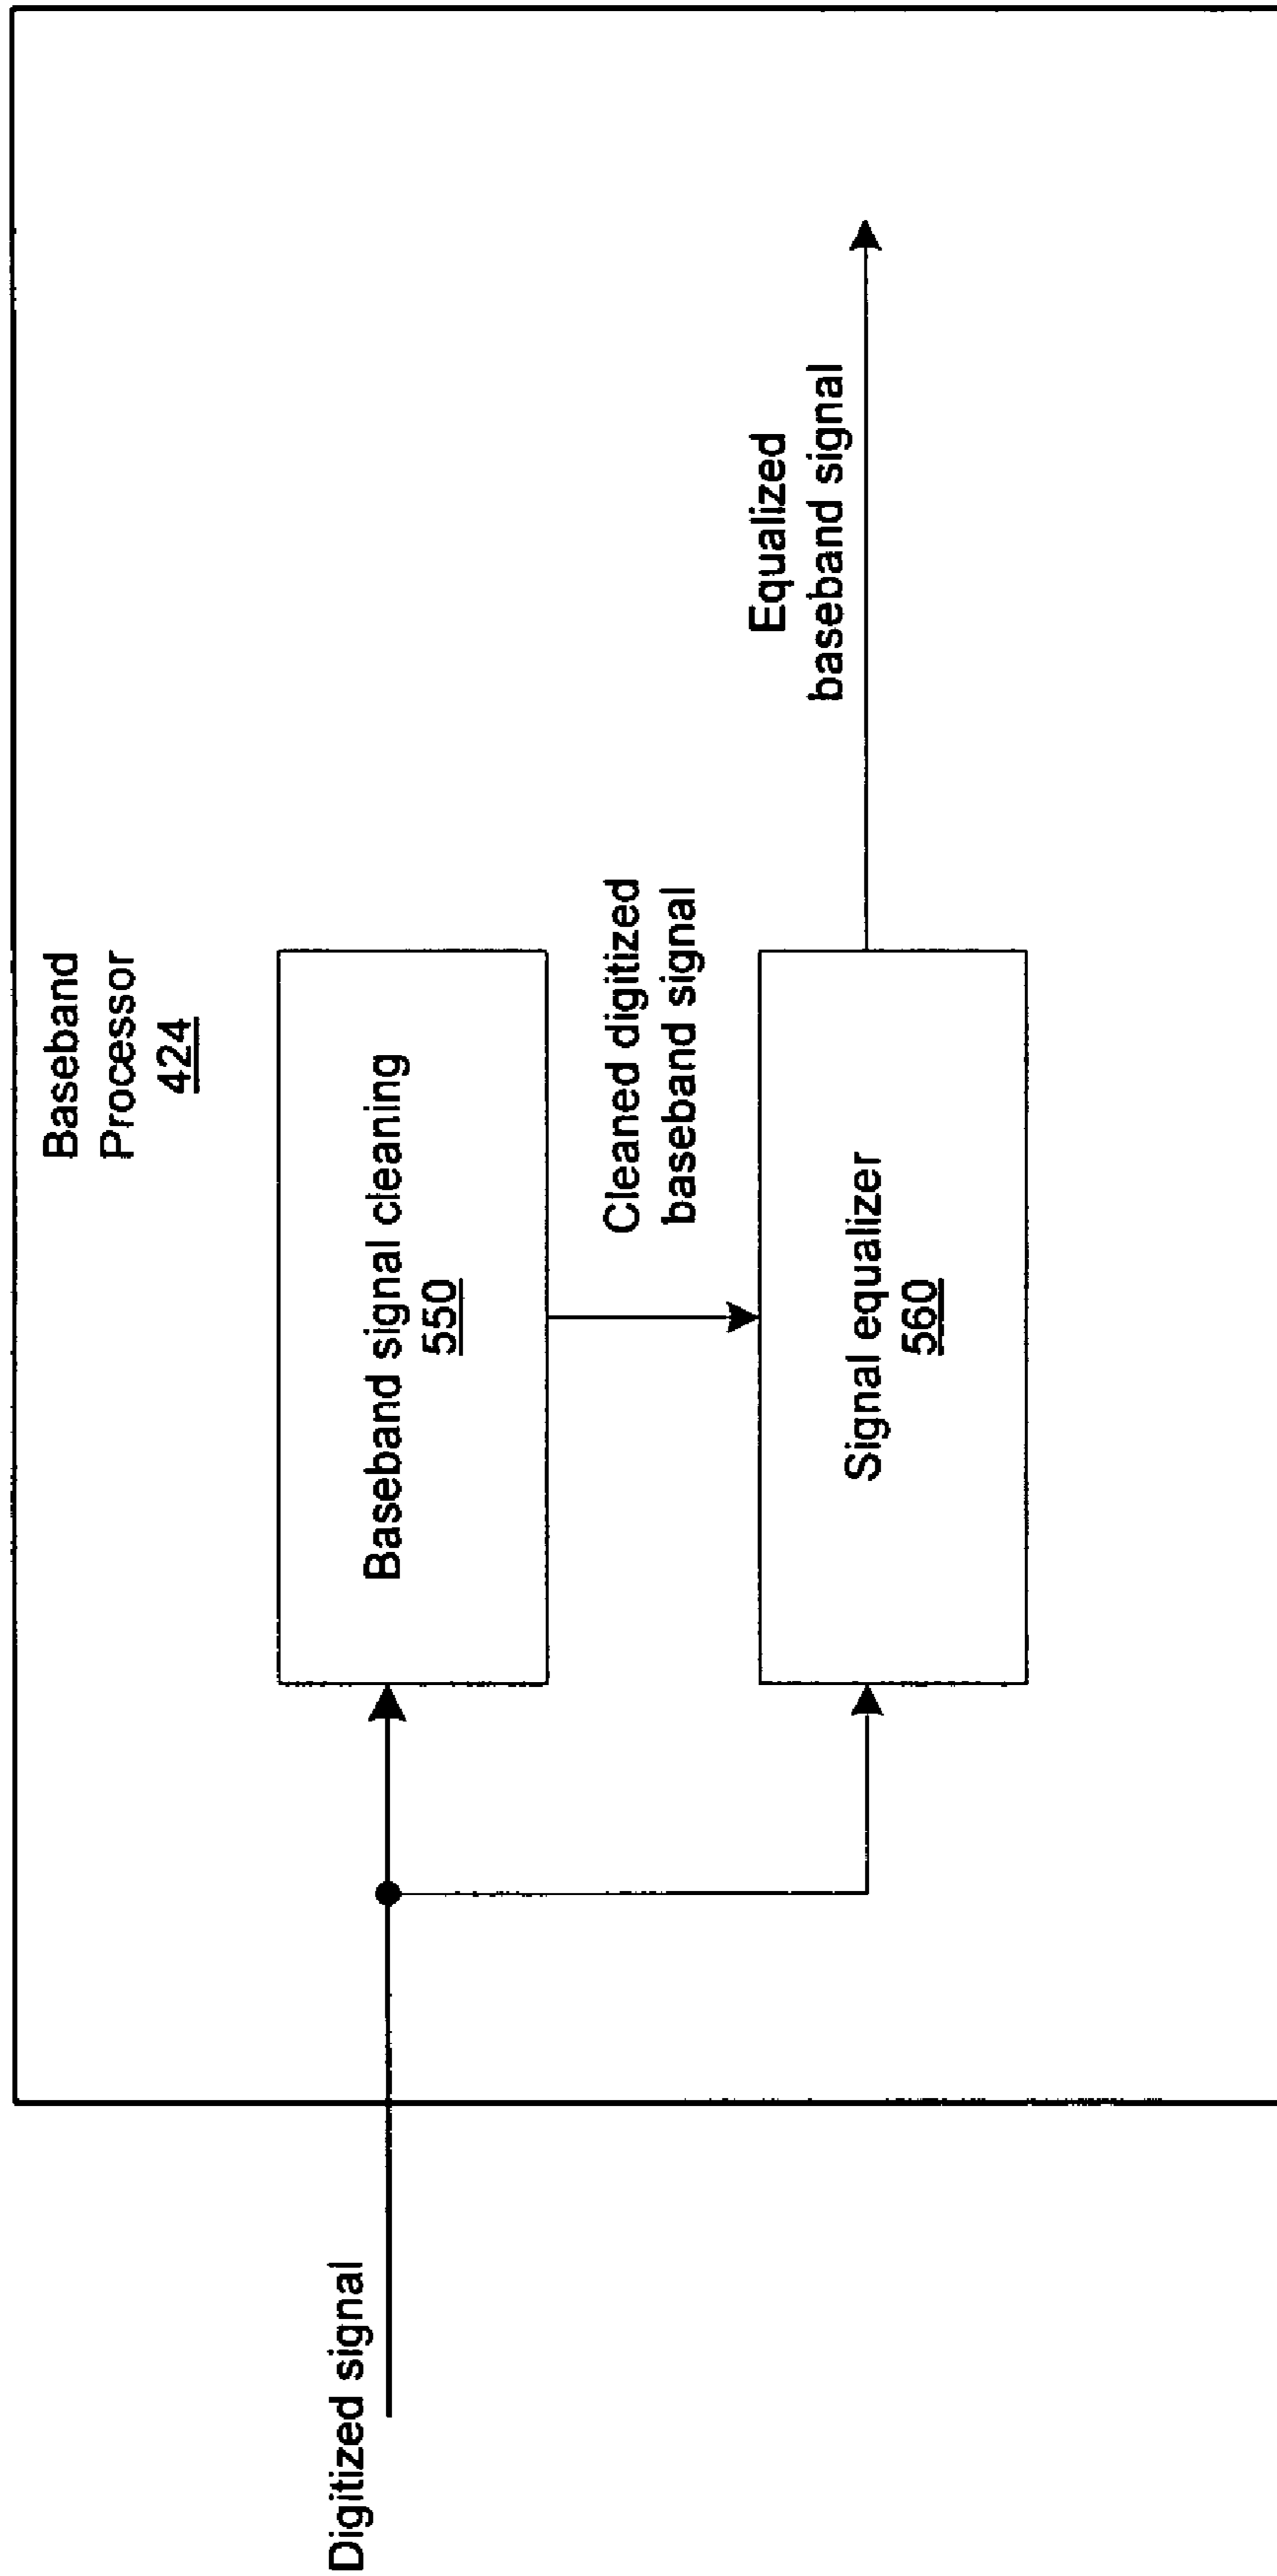 Baseband
Processor
424
Digitized signal
Baseband signal cleaning
550
Cleaned digitized
baseband signal
Signal equalizer
560
Equalized
baseband signal